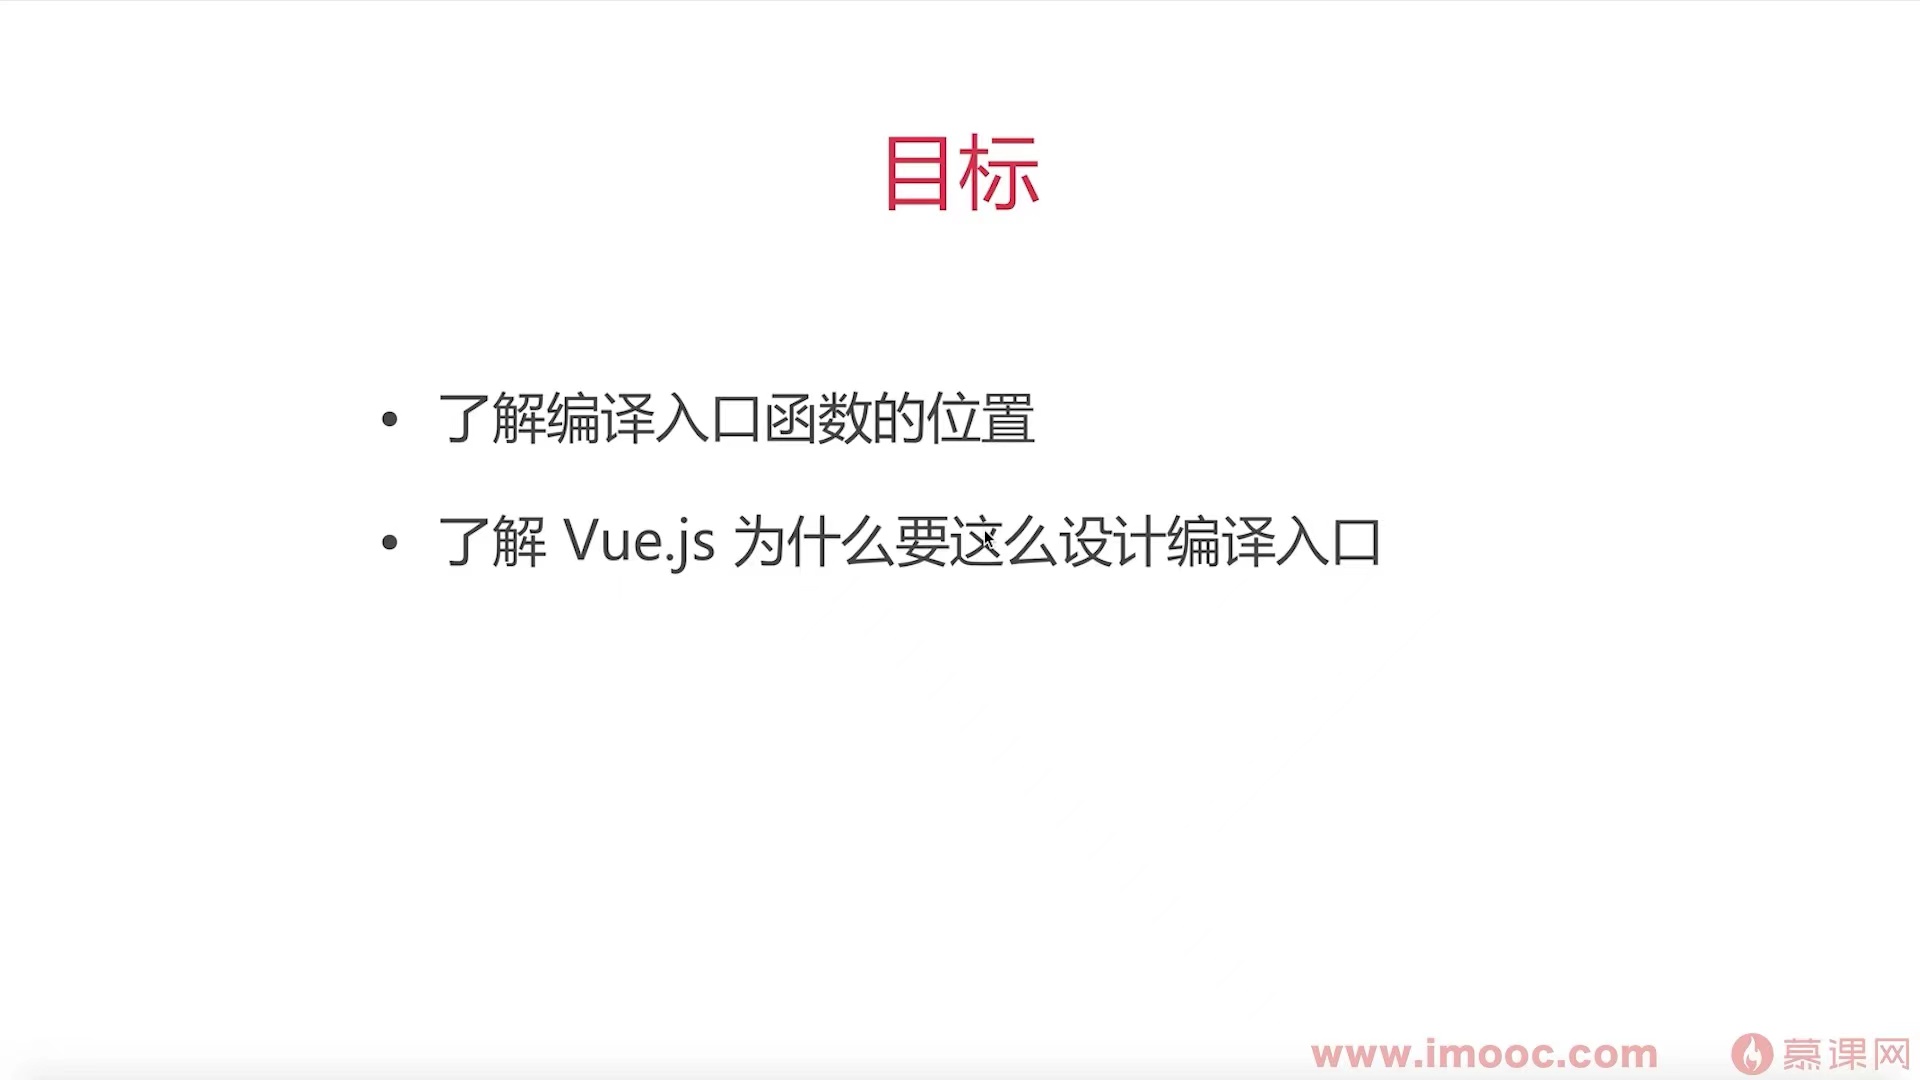 目标
• 了解编译入口函数的位置
• 了解 Vue.js 为什么要这么设计编译入口
www.imooc.com 慕课网